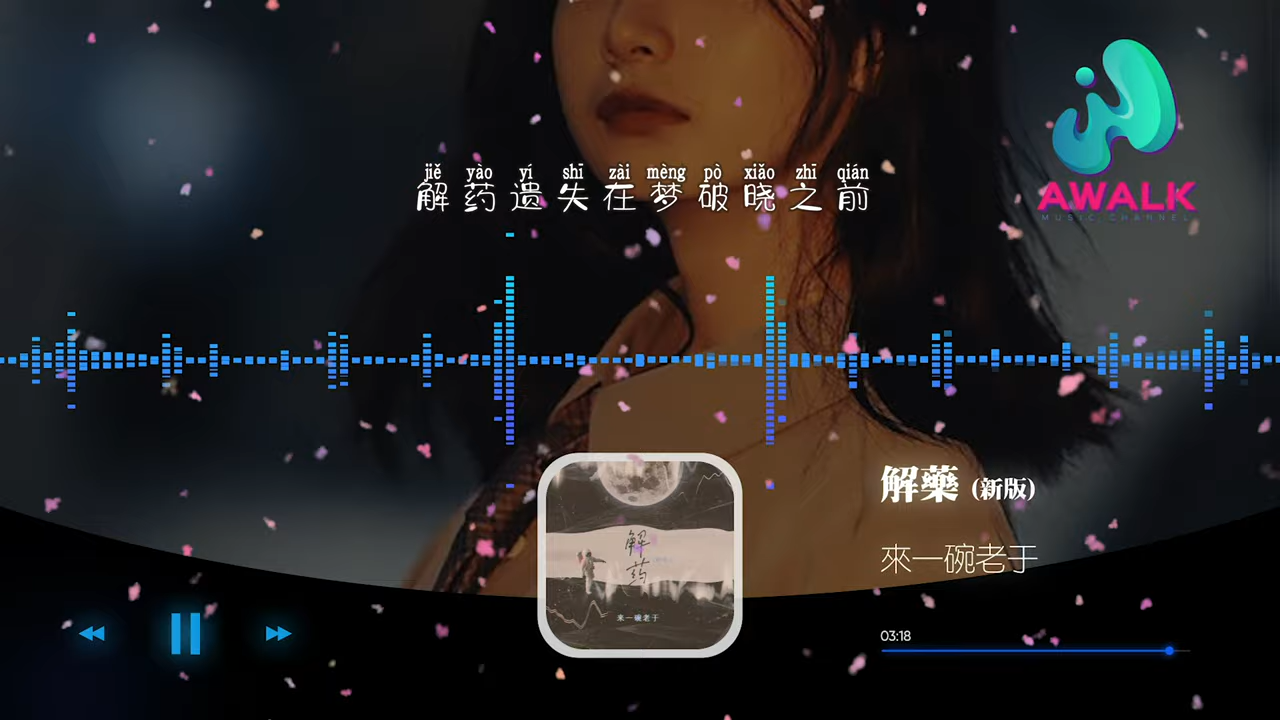 jiě yào yí shī zài mèng pò xiǎo zhī qián
解药遗失在梦破晓之前
AWALK
MUSIC CHANNEL
解藥 (新版)
來一碗老于
解
药
来一碗老于
03:18